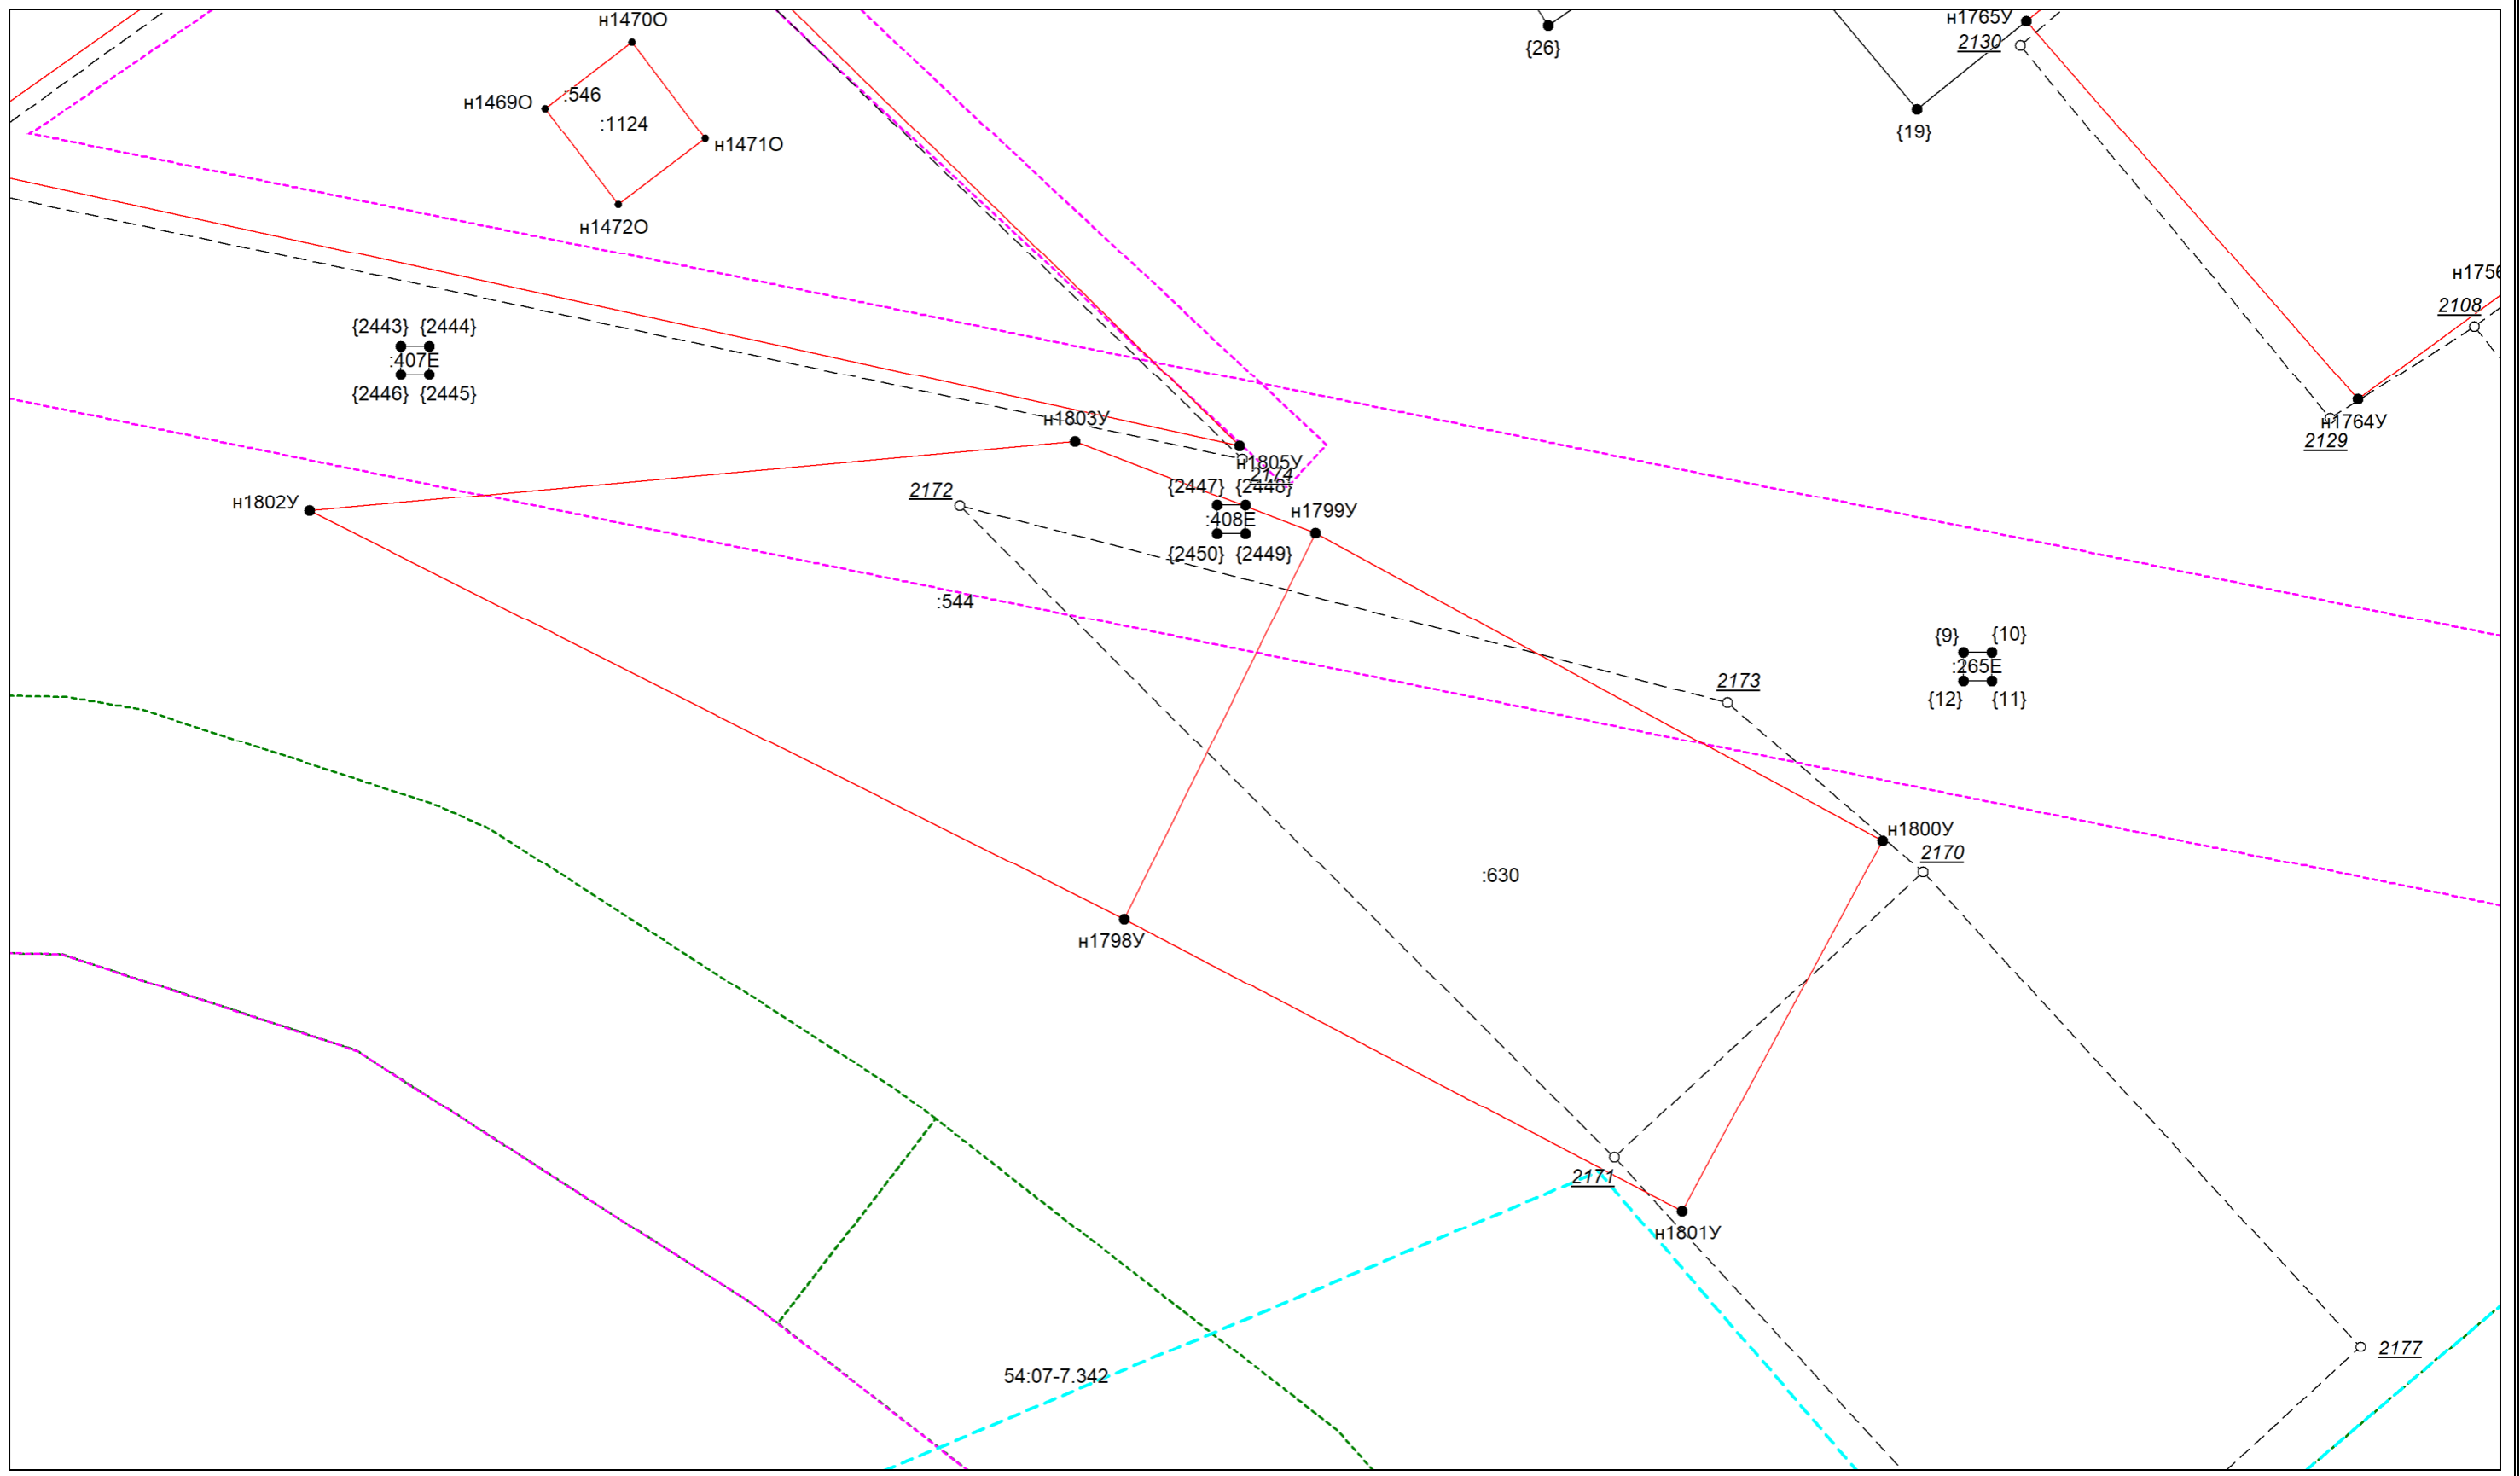 н1470О
н1765У
2130
{26}
:546
н1469О
:1124
{19}
н1471О
н1472О
н1756
2108
{2443} {2444}
:407Е
{2446} {2445}
н1803У
н1764У
2129
н1805У
2174
2172
{2447} {2448}
н1802У
н1799У
:408Е
{2450} {2449}
:544
{9} {10}
:265Е
2173
{12} {11}
н1800У
2170
:630
н1798У
2171
н1801У
2177
54:07-7.342